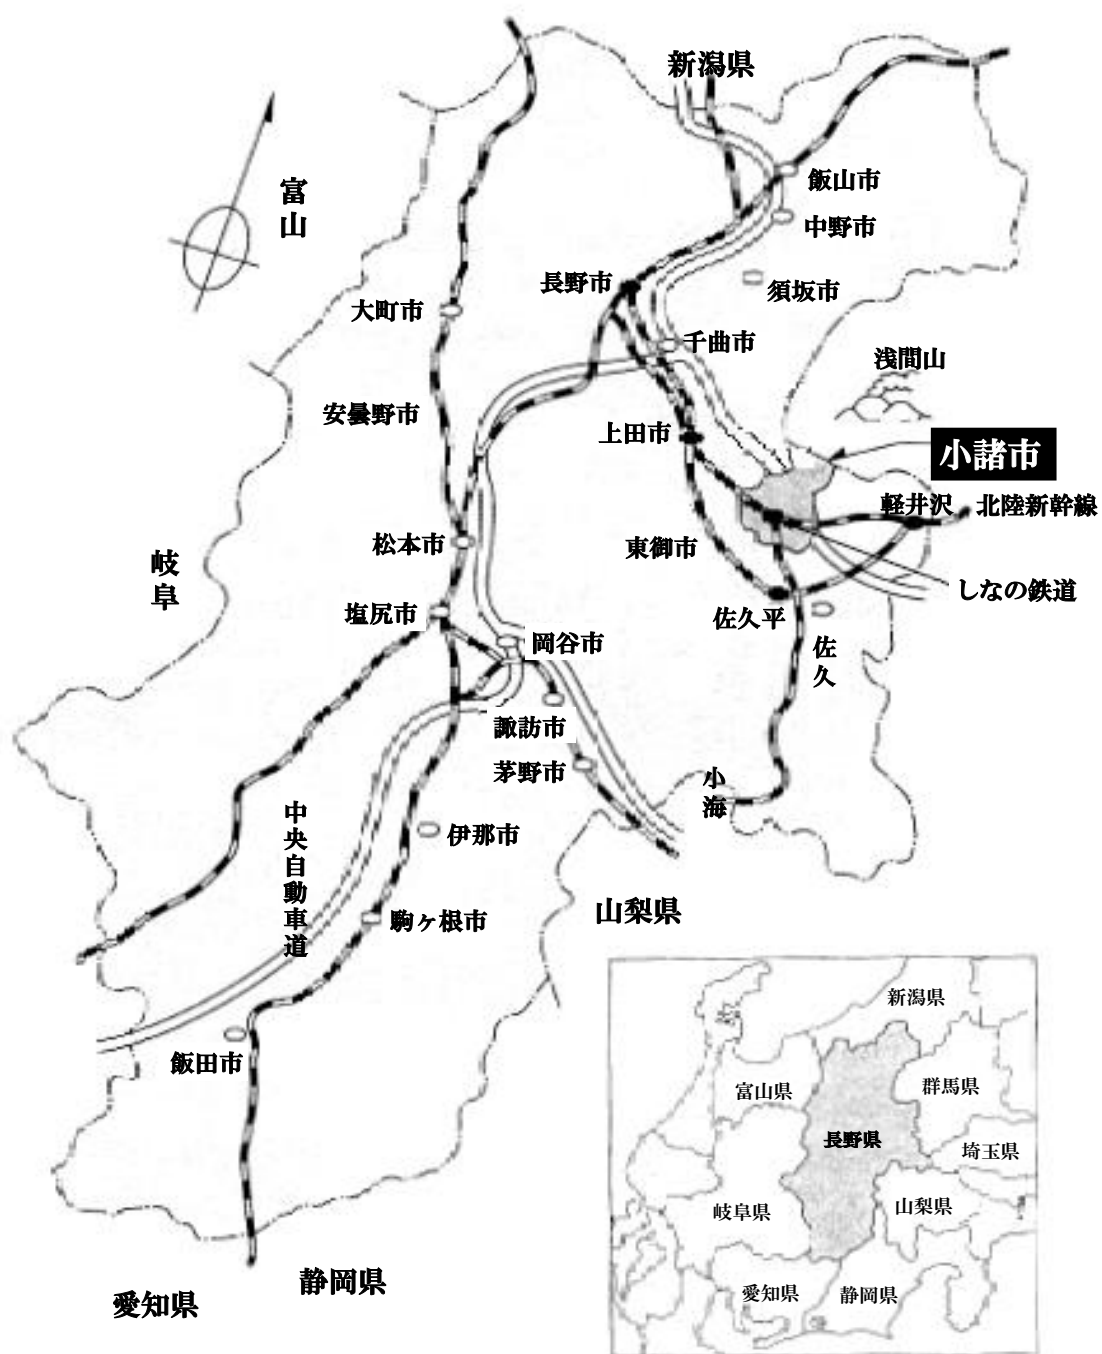 新潟県
富山
飯山市
中野市
長野市
須坂市
大町市
千曲市
浅間山
安曇野市
上田市
小諸市
軽井沢
北陸新幹線
松本市
東御市
岐阜
しなの鉄道
塩尻市
佐久平
岡谷市
佐久
諏訪市
茅野市
小海
中央自動車道
伊那市
駒ヶ根市
山梨県
飯田市
静岡県
愛知県
新潟県
富山県
群馬県
長野県
埼玉県
岐阜県
山梨県
愛知県
静岡県